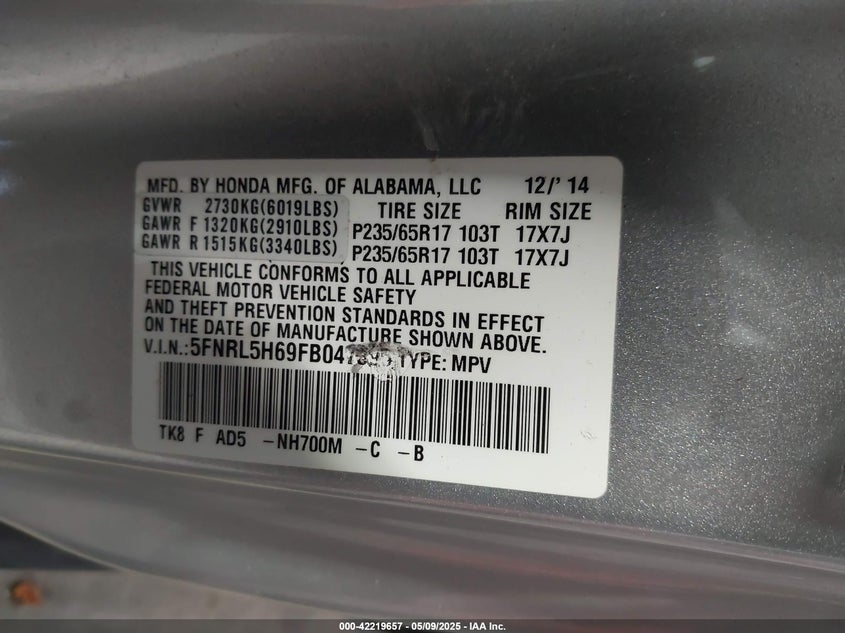 MFD. BY HONDA MFG. OF ALABAMA, LLC 12/' 14
GVWR 2730KG(6019LBS) TIRE SIZE RIM SIZE
GAWR F 1320KG(2910LBS) P235/65R17 103T 17X7J
GAWR R 1515KG(3340LBS) P235/65R17 103T 17X7J
THIS VEHICLE CONFORMS TO ALL APPLICABLE
FEDERAL MOTOR VEHICLE SAFETY
AND THEFT PREVENTION STANDARDS IN EFFECT
ON THE DATE OF MANUFACTURE SHOWN ABOVE.
V.I.N.: TYPE: MPV
TK8 F AD5 -NH700M -C -B
000-42219657 - 05/09/2025 - IAA Inc.